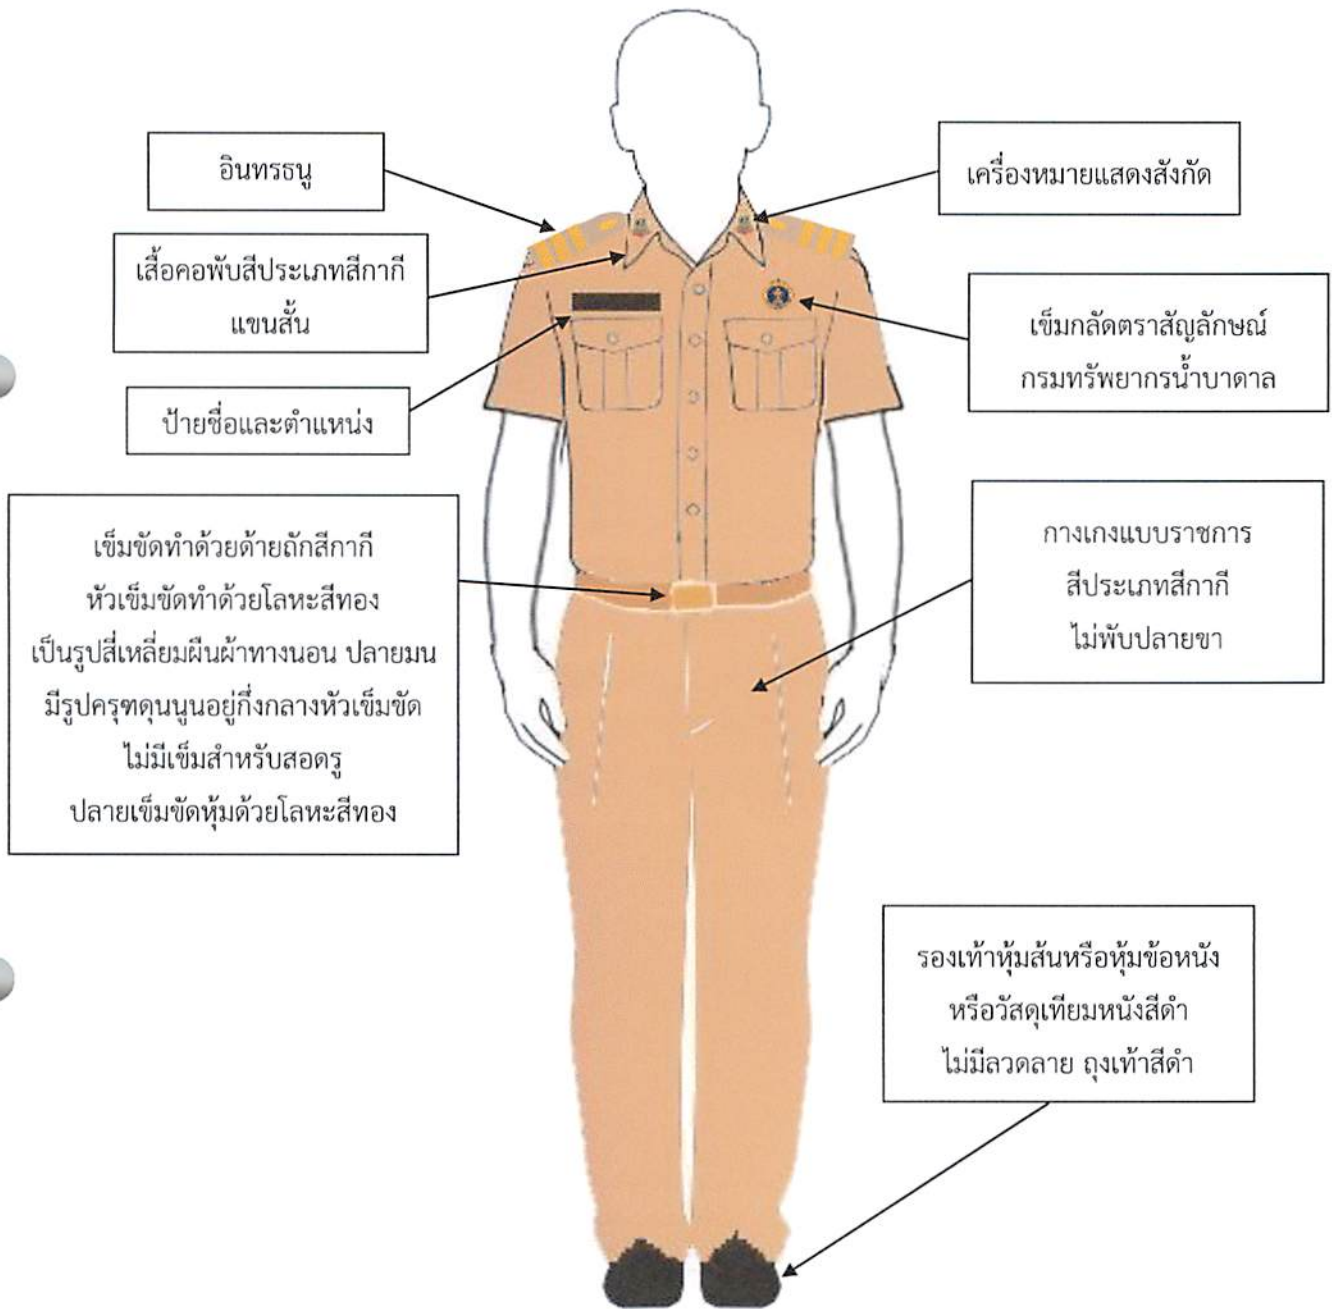 อินทรธนู
เครื่องหมายแสดงสังกัด
เสื้อคอพับสีประเภทสีกากี
แขนสั้น
เข็มกลัดตราสัญลักษณ์
กรมทรัพยากรน้ำบาดาล
ป้ายชื่อและตำแหน่ง
เข็มขัดทำด้วยด้ายถักสีกากี
หัวเข็มขัดทำด้วยโลหะสีทอง
เป็นรูปสี่เหลี่ยมผืนผ้าทางนอน ปลายมน
มีรูปครุฑดุนนูนอยู่กึ่งกลางหัวเข็มขัด
ไม่มีเข็มสำหรับสอดรู
ปลายเข็มขัดหุ้มด้วยโลหะสีทอง
กางเกงแบบราชการ
สีประเภทสีกากี
ไม่พับปลายขา
รองเท้าหุ้มส้นหรือหุ้มข้อหนัง
หรือวัสดุเทียมหนังสีดำ
ไม่มีลวดลาย ถุงเท้าสีดำ